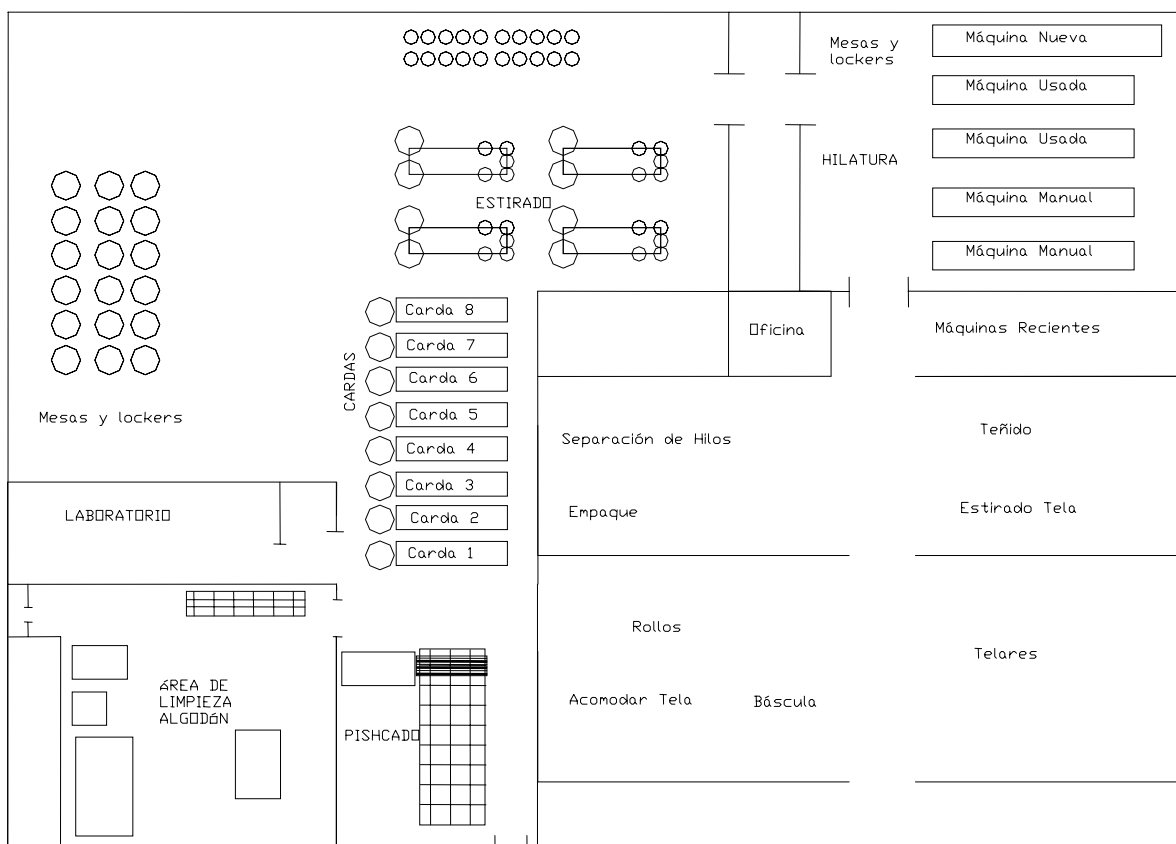 Mesas y
lockers
Máquina Nueva
Máquina Usada
Máquina Usada
HILATURA
Máquina Manual
Máquina Manual
ESTIRADO
Carda 8
Carda 7
Carda 6
Carda 5
Carda 4
Carda 3
Carda 2
Carda 1
CARDAS
Oficina
Máquinas Recientes
Mesas y lockers
Separación de Hilos
Teñido
Empaque
Estirado Tela
LABORATORIO
Rollos
Telares
ÁREA DE
LIMPIEZA
ALGODÓN
PISHCADO
Acomodar Tela
Báscula